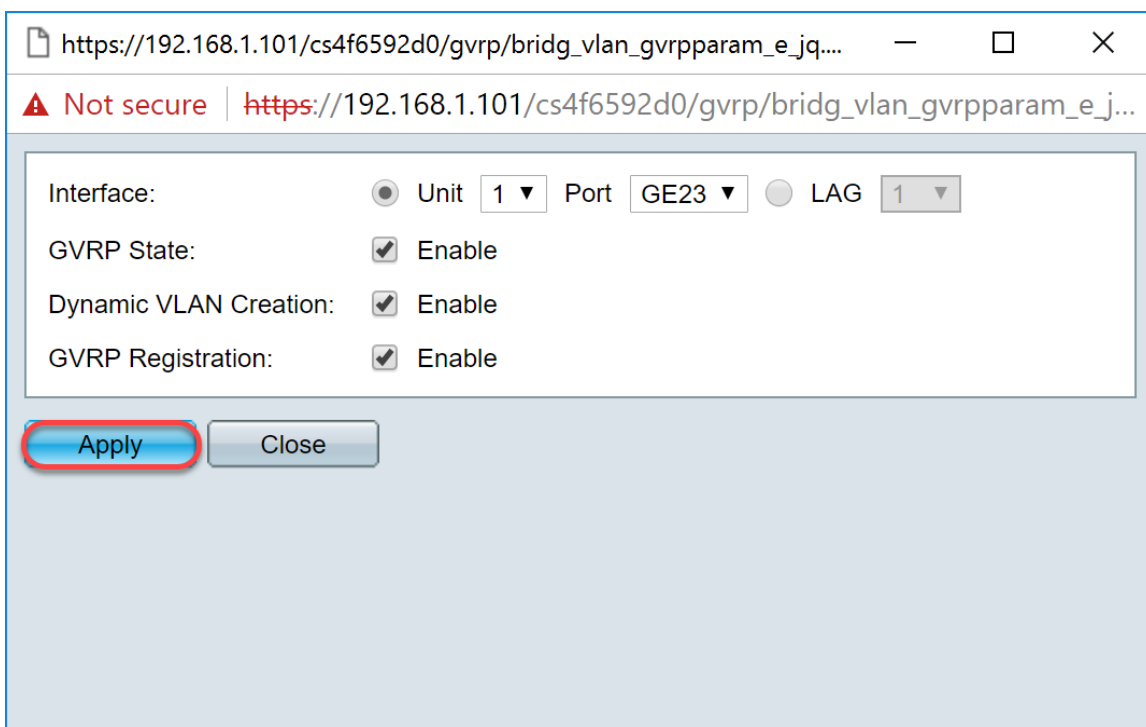 https://192.168.1.101/cs4f6592d0/gvrp/bridg_vlan_gvrpparam_e_jq....
Not secure https://192.168.1.101/cs4f6592d0/gvrp/bridg_vlan_gvrpparam_e_j...
Interface: Unit 1 Port GE23 LAG 1
GVRP State: Enable
Dynamic VLAN Creation: Enable
GVRP Registration: Enable
Apply Close